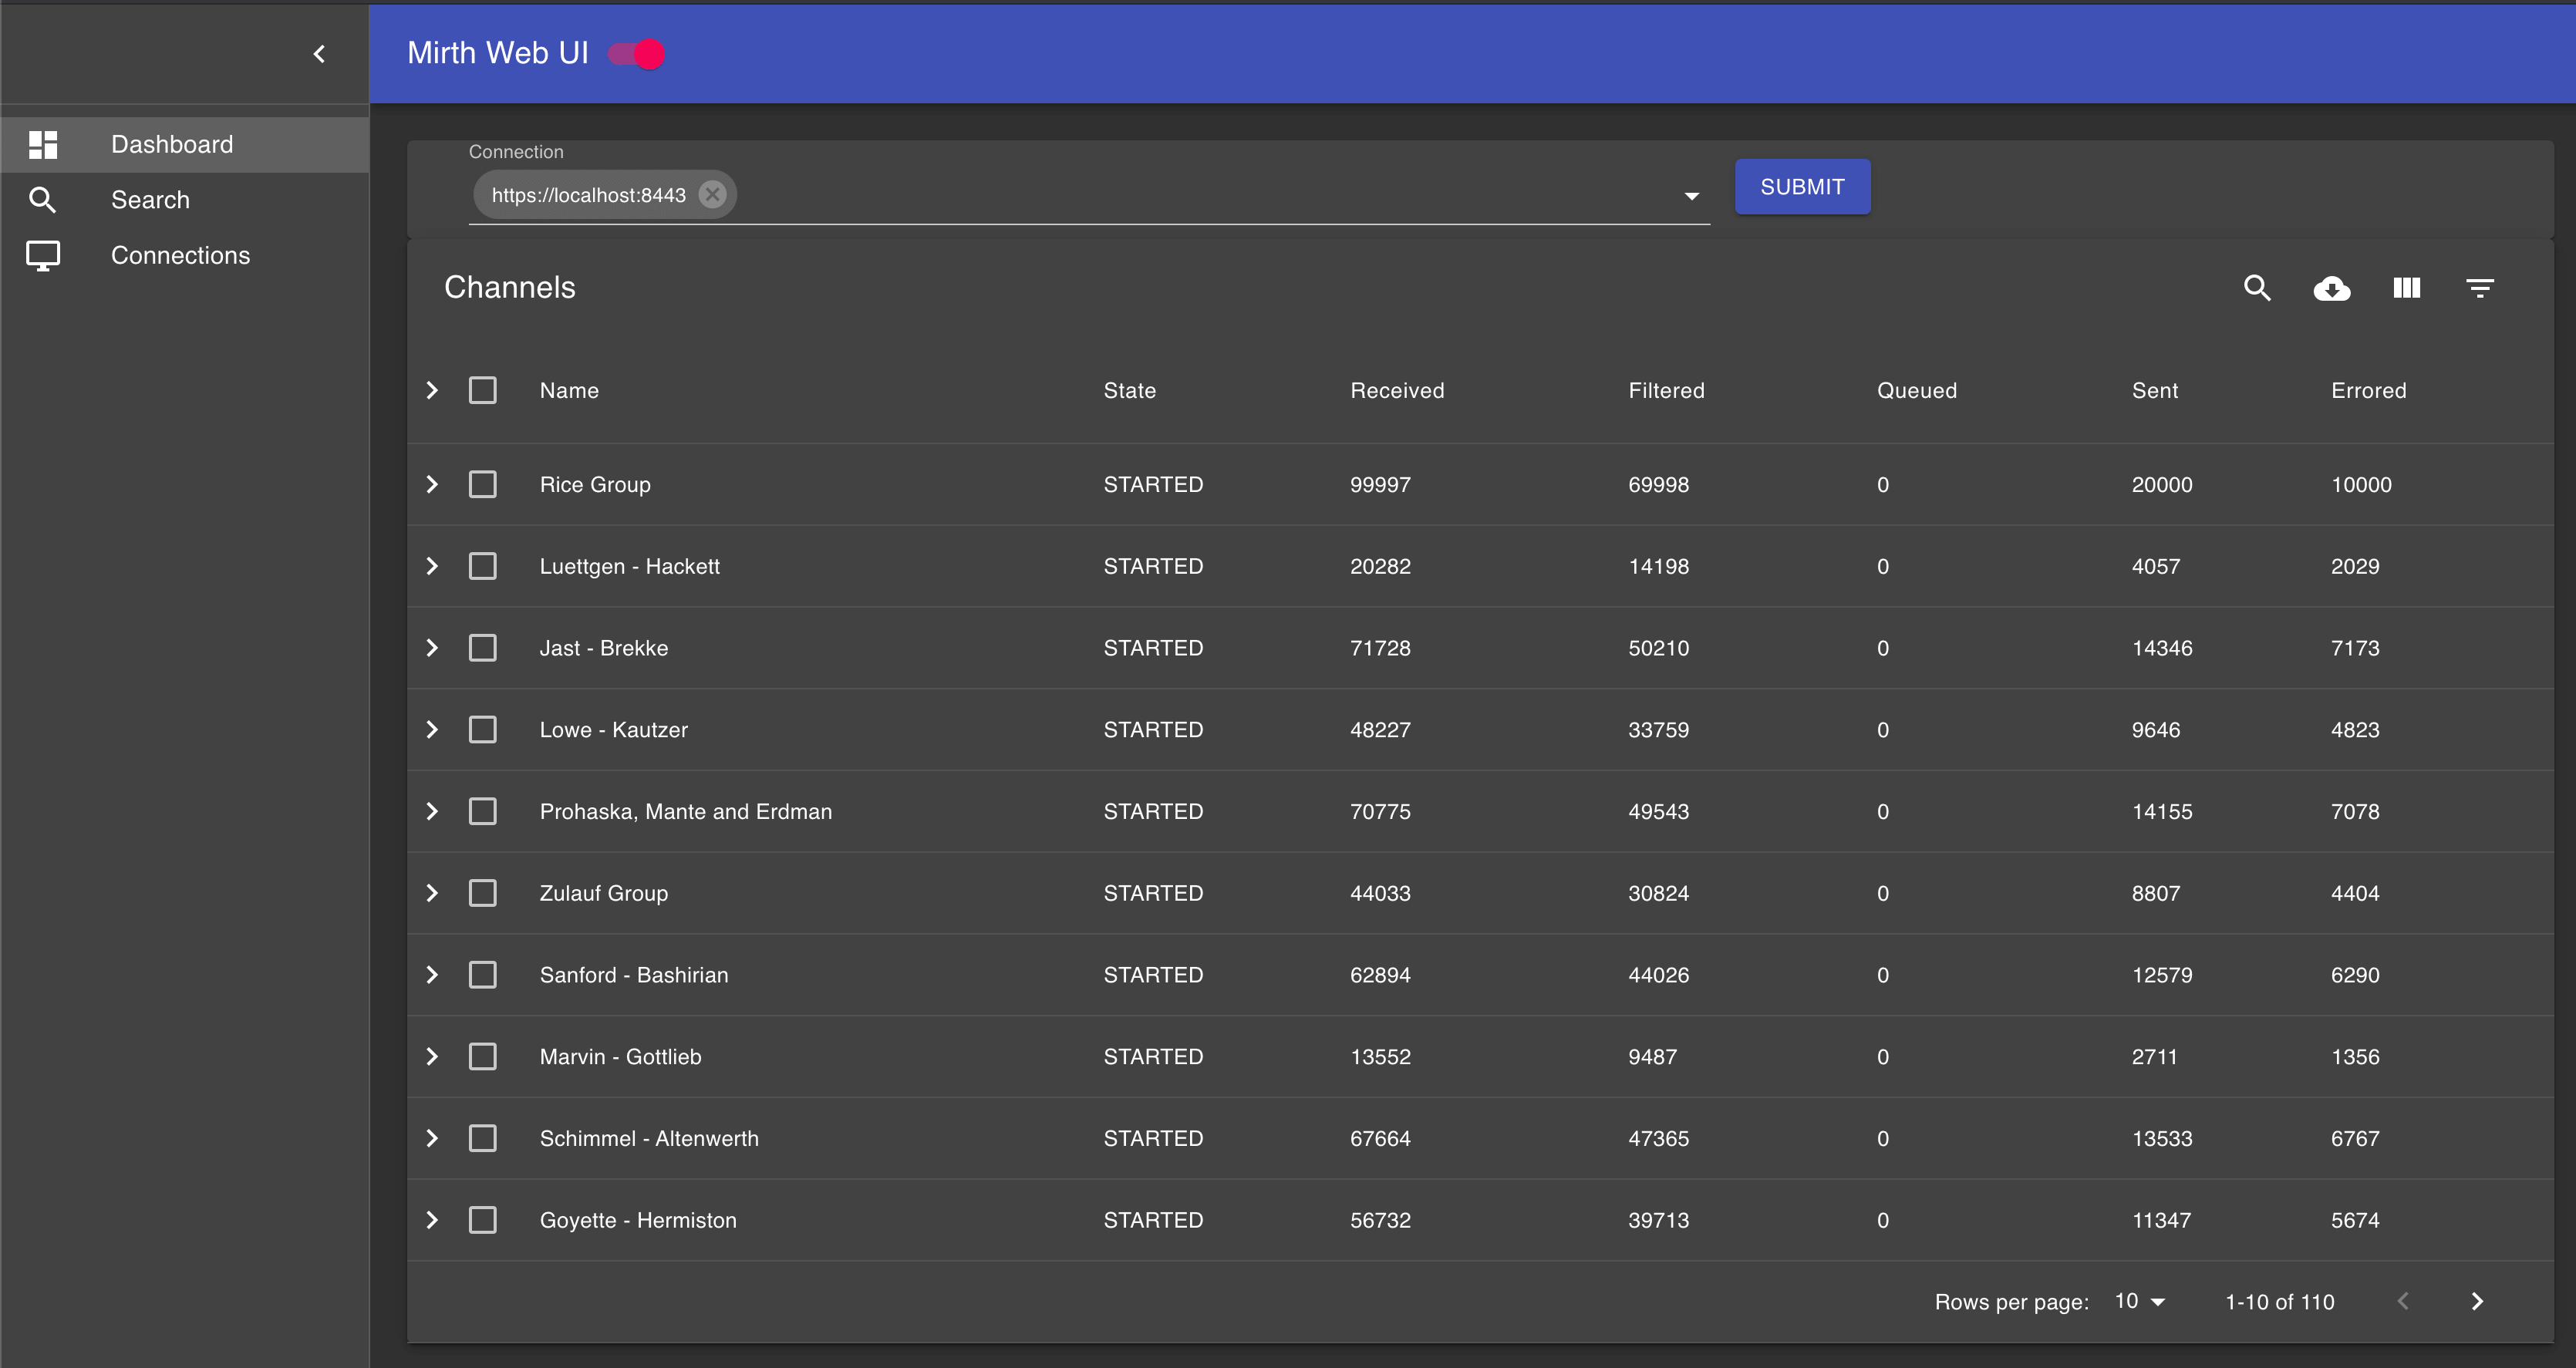 Mirth Web UI
Dashboard
Search
Connections
Connection
https://localhost:8443
SUBMIT
Channels
Name State Received Filtered Queued Sent Errored
Rice Group STARTED 99997 69998 0 20000 10000
Luettgen - Hackett STARTED 20282 14198 0 4057 2029
Jast - Brekke STARTED 71728 50210 0 14346 7173
Lowe - Kautzer STARTED 48227 33759 0 9646 4823
Prohaska, Mante and Erdman STARTED 70775 49543 0 14155 7078
Zulauf Group STARTED 44033 30824 0 8807 4404
Sanford - Bashirian STARTED 62894 44026 0 12579 6290
Marvin - Gottlieb STARTED 13552 9487 0 2711 1356
Schimmel - Altenwerth STARTED 67664 47365 0 13533 6767
Goyette - Hermiston STARTED 56732 39713 0 11347 5674
Rows per page: 10 1-10 of 110